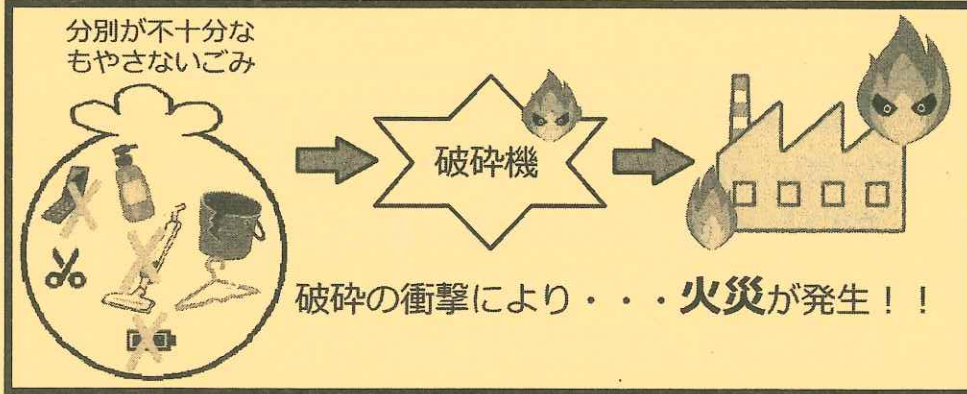 分別が不十分な
もやさないごみ
破砕機
破砕の衝撃により・・・火災が発生！！